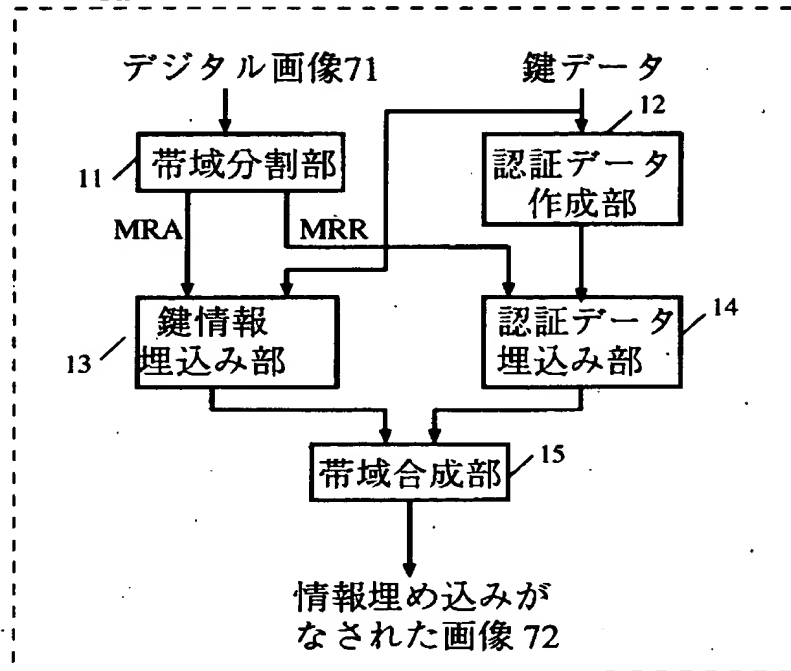 デジタル画像71
鍵データ
12
11
帯域分割部
認証データ
作成部
MRA
MRR
13
鍵情報
埋込み部
認証データ
埋込み部
14
帯域合成部
15
情報埋め込みが
なされた画像 72